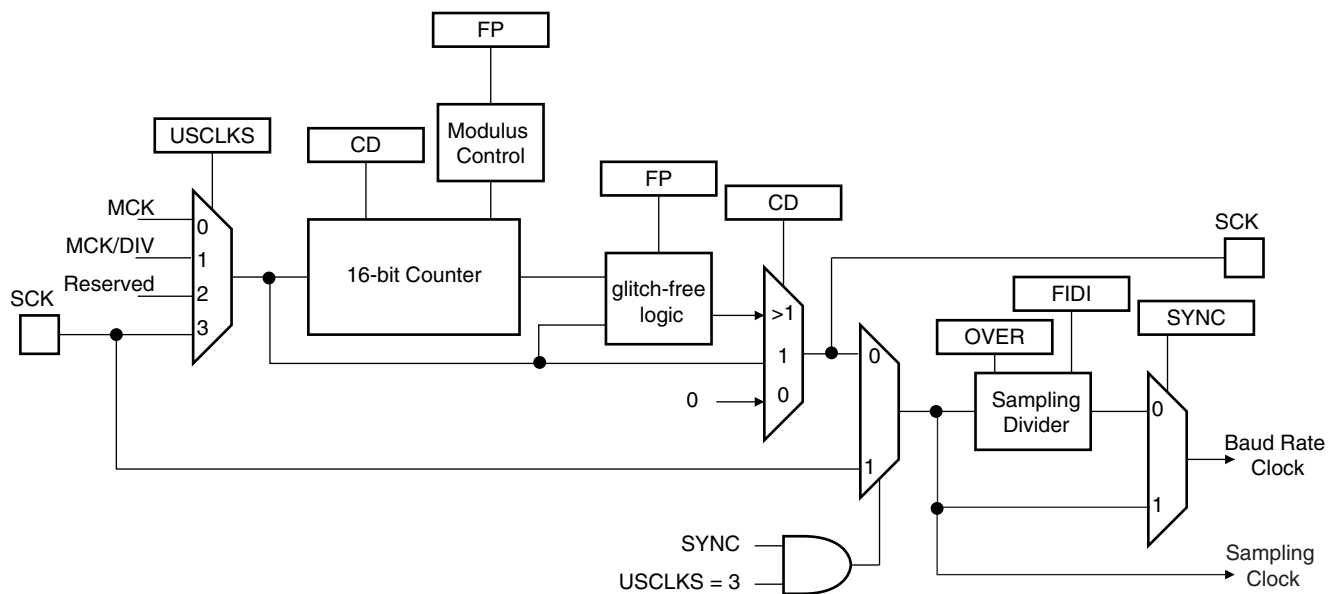 FP
USCLKS
CD
Modulus
Control
FP
CD
MCK
MCK/DIV
Reserved
SCK
0
1
2
3
16-bit Counter
glitch-free
logic
>1
1
0
0
SCK
FIDI
OVER
SYNC
0
1
Sampling
Divider
0
1
Baud Rate
Clock
SYNC
USCLKS = 3
Sampling
Clock